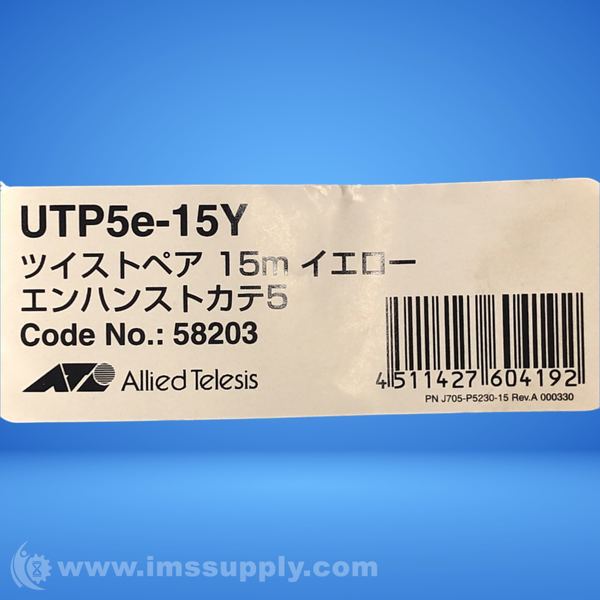 UTP5e-15Y
ツイストペア 15m イエロー
エンハンストカテ5
Code No.: 58203
Allied Telesis
4511427604192
PN J705-P5230-15 Rev.A 000330
www.imssupply.com